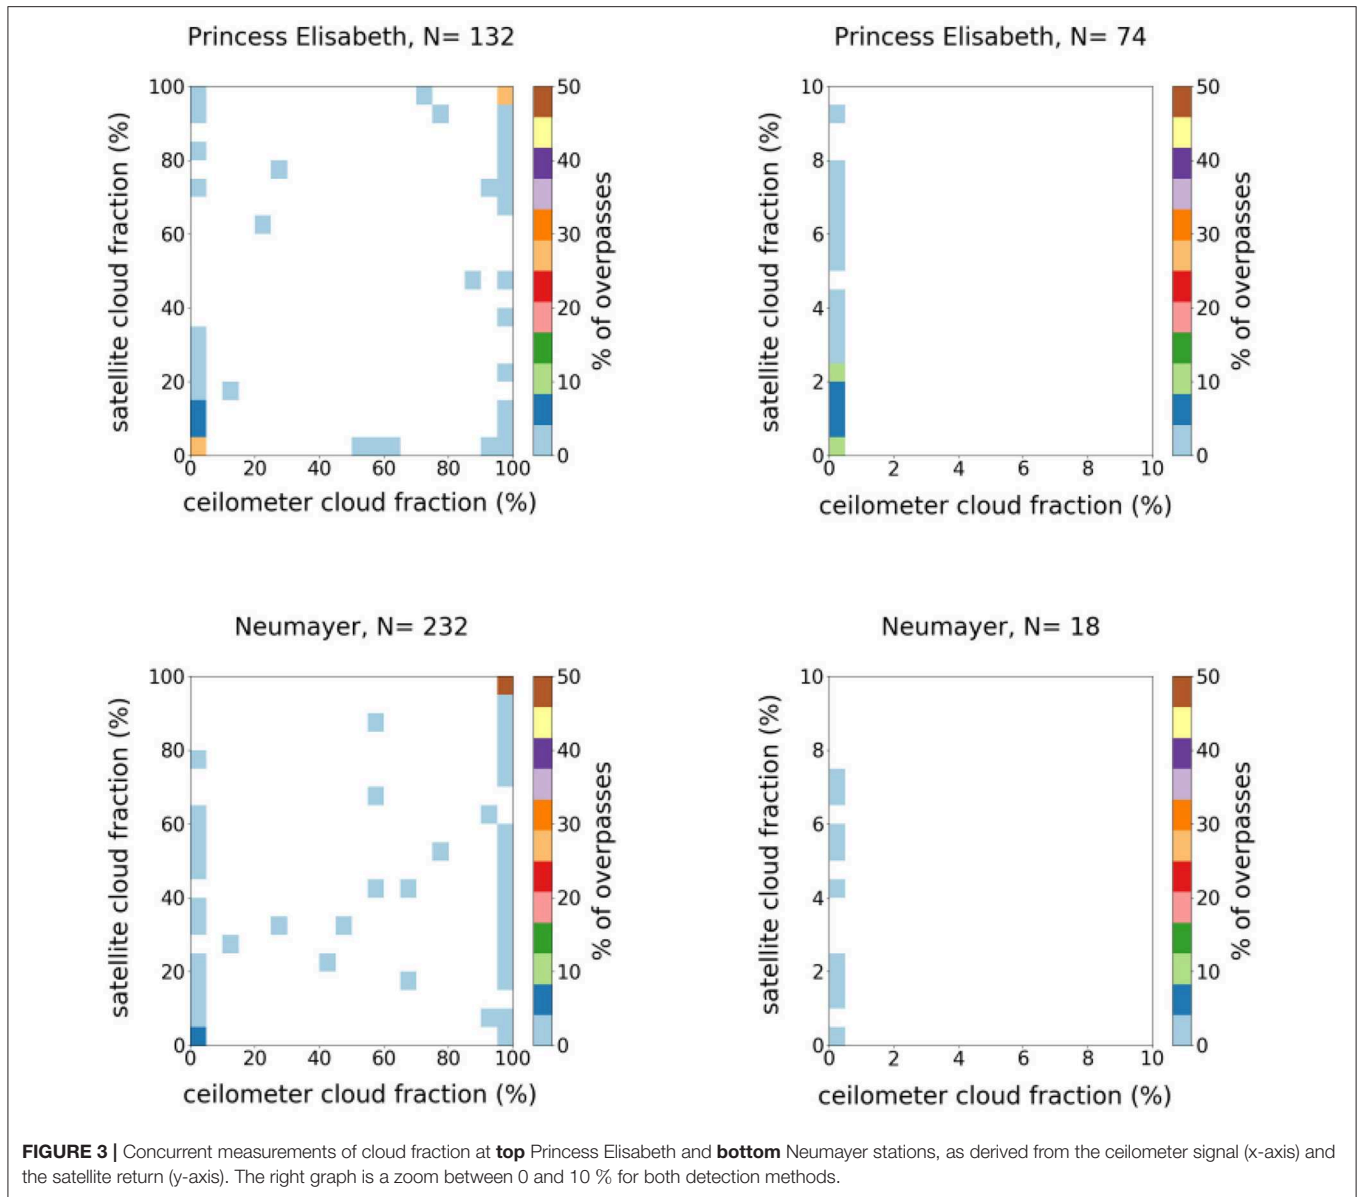 Princess Elisabeth, N= 132
100
80
60
40
20
0
satellite cloud fraction (%)
0 20 40 60 80 100
ceilometer cloud fraction (%)
50
40
30
20
10
0
% of overpasses
Princess Elisabeth, N= 74
10
8
6
4
2
0
satellite cloud fraction (%)
0 2 4 6 8 10
ceilometer cloud fraction (%)
50
40
30
20
10
0
% of overpasses
Neumayer, N= 232
100
80
60
40
20
0
satellite cloud fraction (%)
0 20 40 60 80 100
ceilometer cloud fraction (%)
50
40
30
20
10
0
% of overpasses
Neumayer, N= 18
10
8
6
4
2
0
satellite cloud fraction (%)
0 2 4 6 8 10
ceilometer cloud fraction (%)
50
40
30
20
10
0
% of overpasses
FIGURE 3 | Concurrent measurements of cloud fraction at top Princess Elisabeth and bottom Neumayer stations, as derived from the ceilometer signal (x-axis) and
the satellite return (y-axis). The right graph is a zoom between 0 and 10 % for both detection methods.